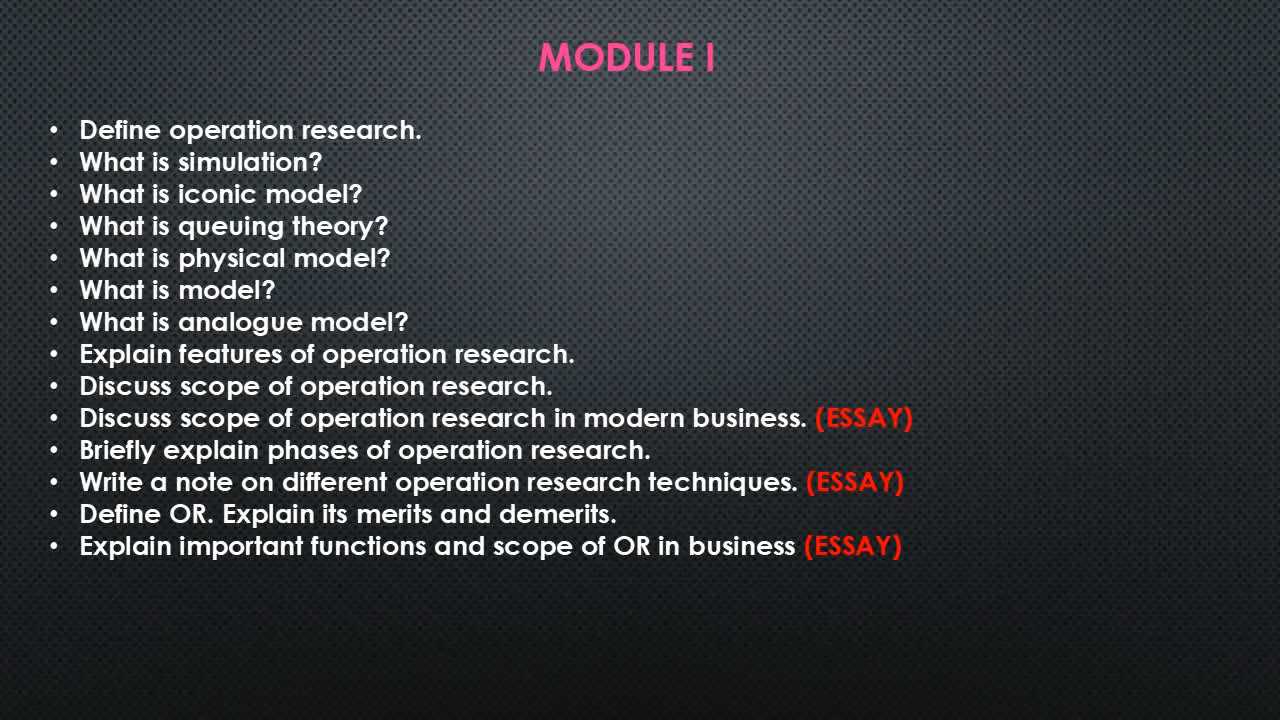 MODULE I
• Define operation research.
• What is simulation?
• What is iconic model?
• What is queuing theory?
• What is physical model?
• What is model?
• What is analogue model?
• Explain features of operation research.
• Discuss scope of operation research.
• Discuss scope of operation research in modern business. (ESSAY)
• Briefly explain phases of operation research.
• Write a note on different operation research techniques. (ESSAY)
• Define OR. Explain its merits and demerits.
• Explain important functions and scope of OR in business (ESSAY)